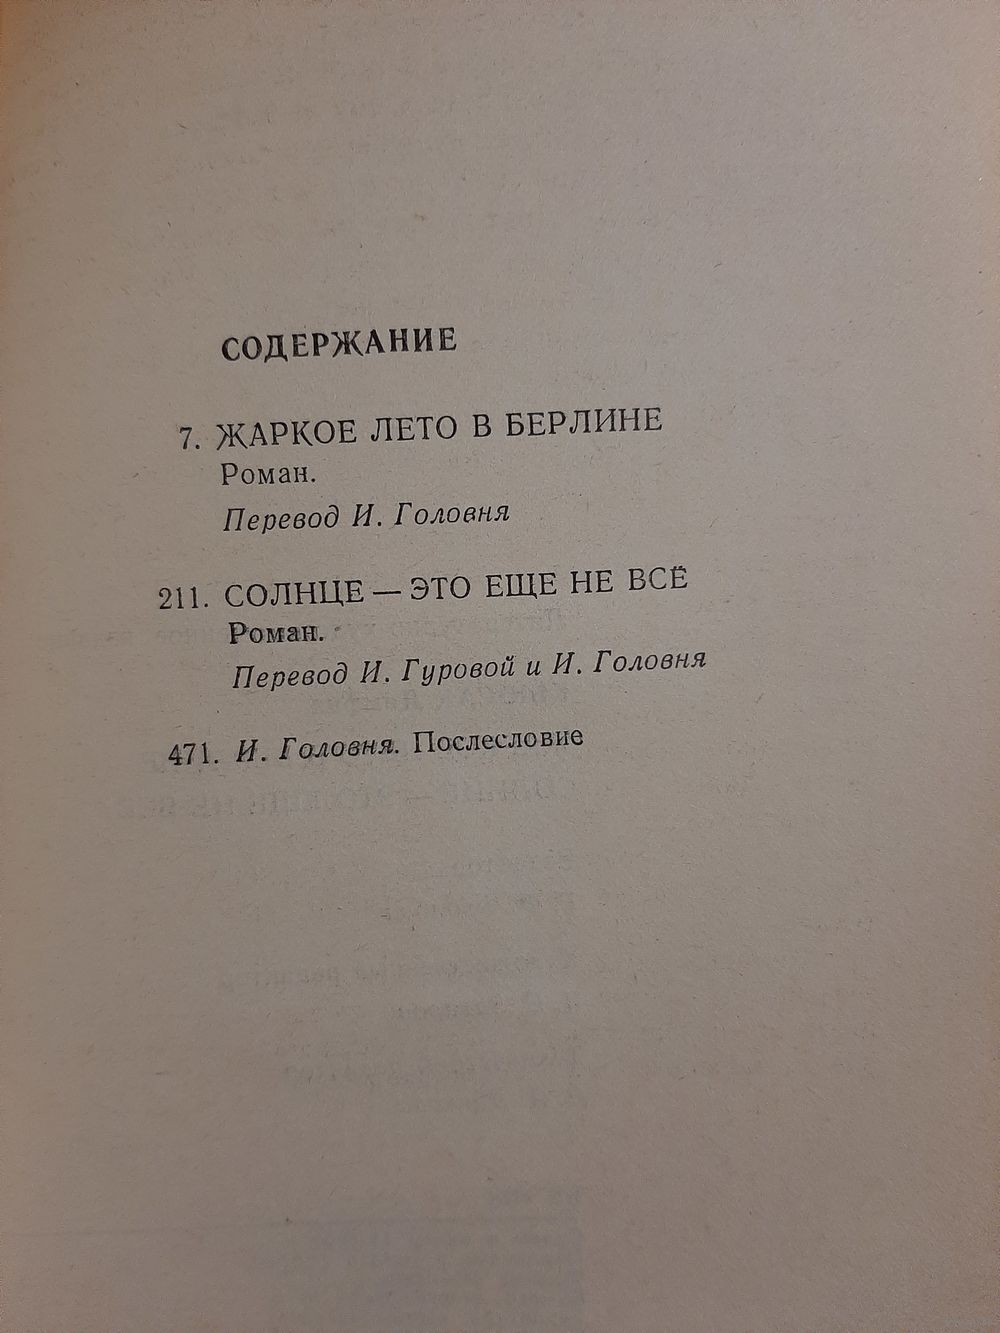 СОДЕРЖАНИЕ
7. ЖАРКОЕ ЛЕТО В БЕРЛИНЕ
Роман.
Перевод И. Головня
211. СОЛНЦЕ — ЭТО ЕЩЕ НЕ ВСЁ
Роман.
Перевод И. Гуровой и И. Головня
471. И. Головня. Послесловие